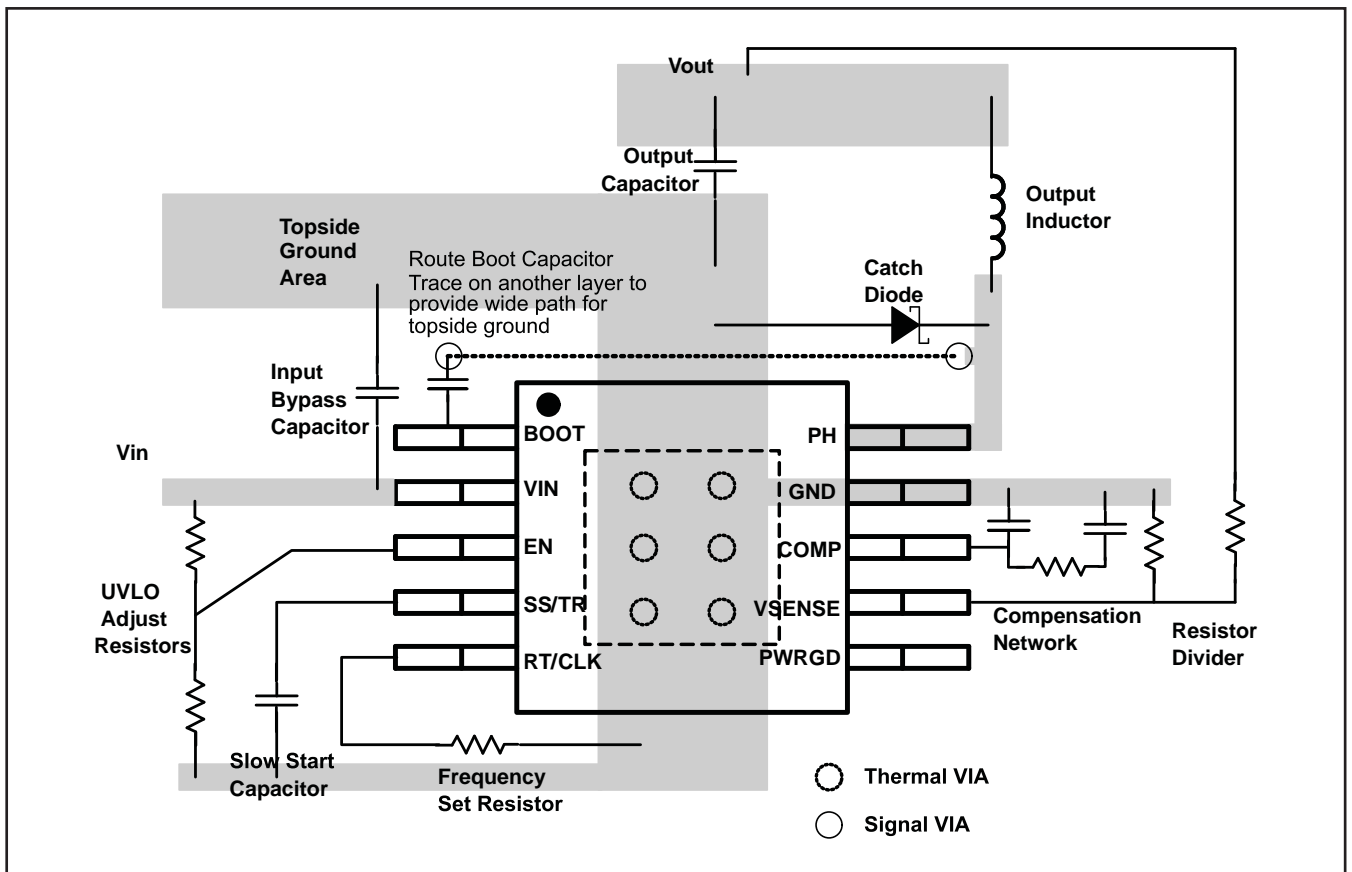 Vout
Output
Capacitor
Output
Inductor
Topside
Ground
Area
Route Boot Capacitor
Trace on another layer to
provide wide path for
topside ground
Catch
Diode
Input
Bypass
Capacitor
Vin
BOOT
PH
VIN
GND
EN
COMP
SS/TR
VSENSE
RT/CLK
PWRGD
UVLO
Adjust
Resistors
Compensation
Network
Resistor
Divider
Slow Start
Capacitor
Frequency
Set Resistor
Thermal VIA
Signal VIA